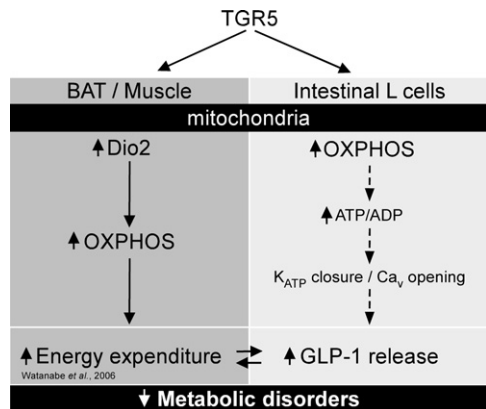 TGR5
BAT / Muscle
Intestinal L cells
mitochondria
Dio2
OXPHOS
OXPHOS
ATP/ADP
KATP closure / Cav opening
Energy expenditure
Watanabe et al., 2006
GLP-1 release
Metabolic disorders